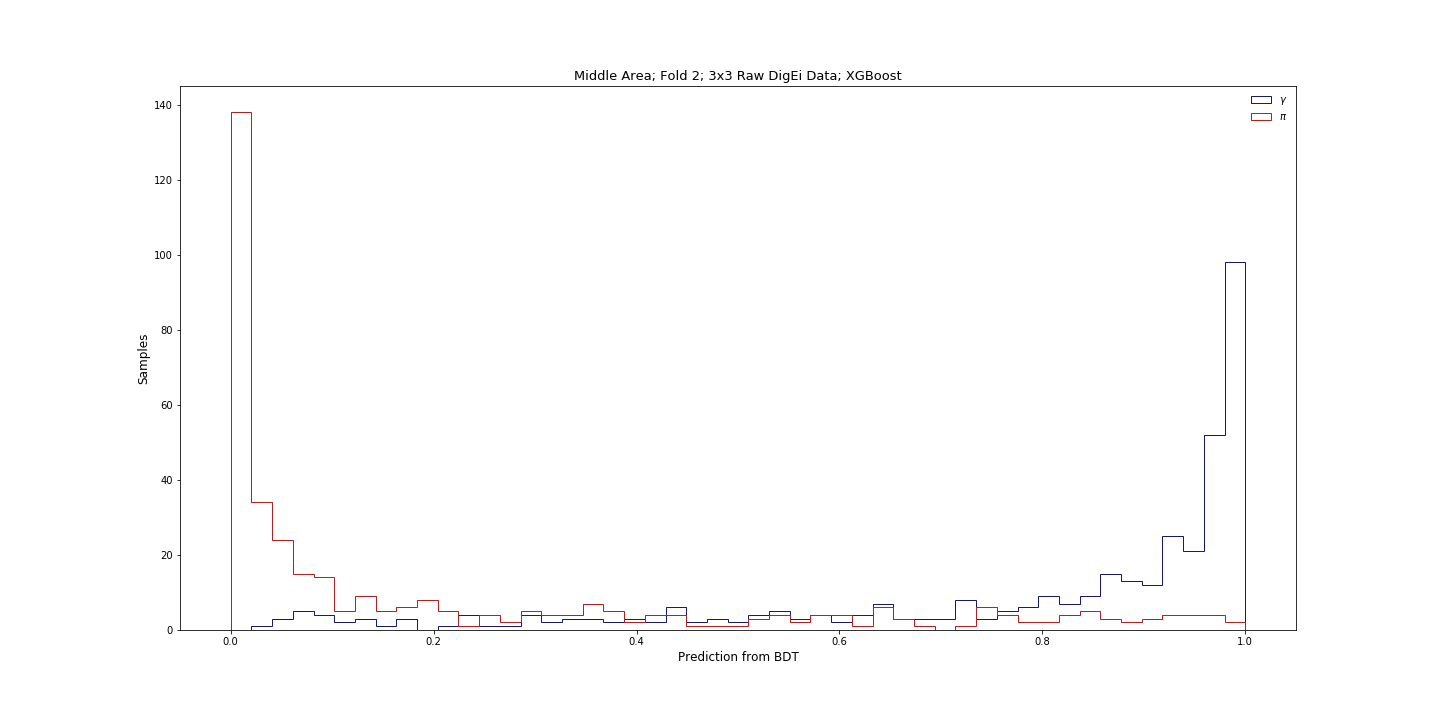 Middle Area; Fold 2; 3x3 Raw DigEi Data; XGBoost
γ
π
140
120
100
80
60
40
20
0
Samples
0.0 0.2 0.4 0.6 0.8 1.0
Prediction from BDT